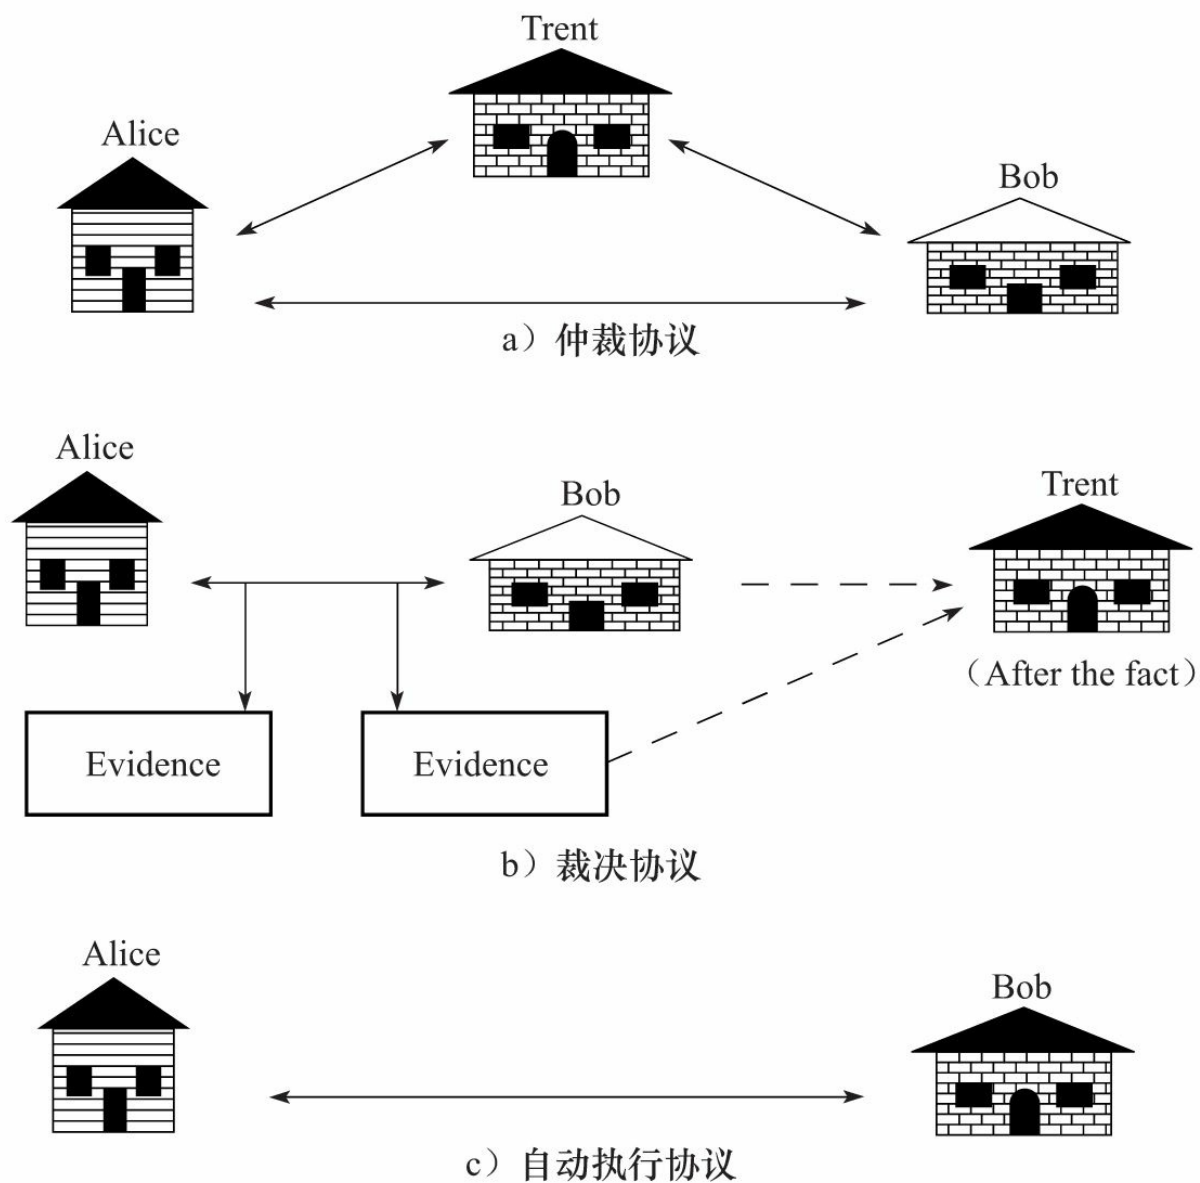 Trent
Alice
Bob
a）仲裁协议
Alice
Bob
Trent
（After the fact）
Evidence
Evidence
b）裁决协议
Alice
Bob
c）自动执行协议